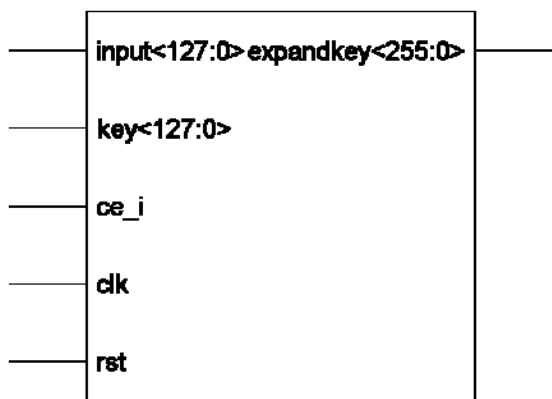 input<127:0> expandkey<255:0>
key<127:0>
ce_i
clk
rst